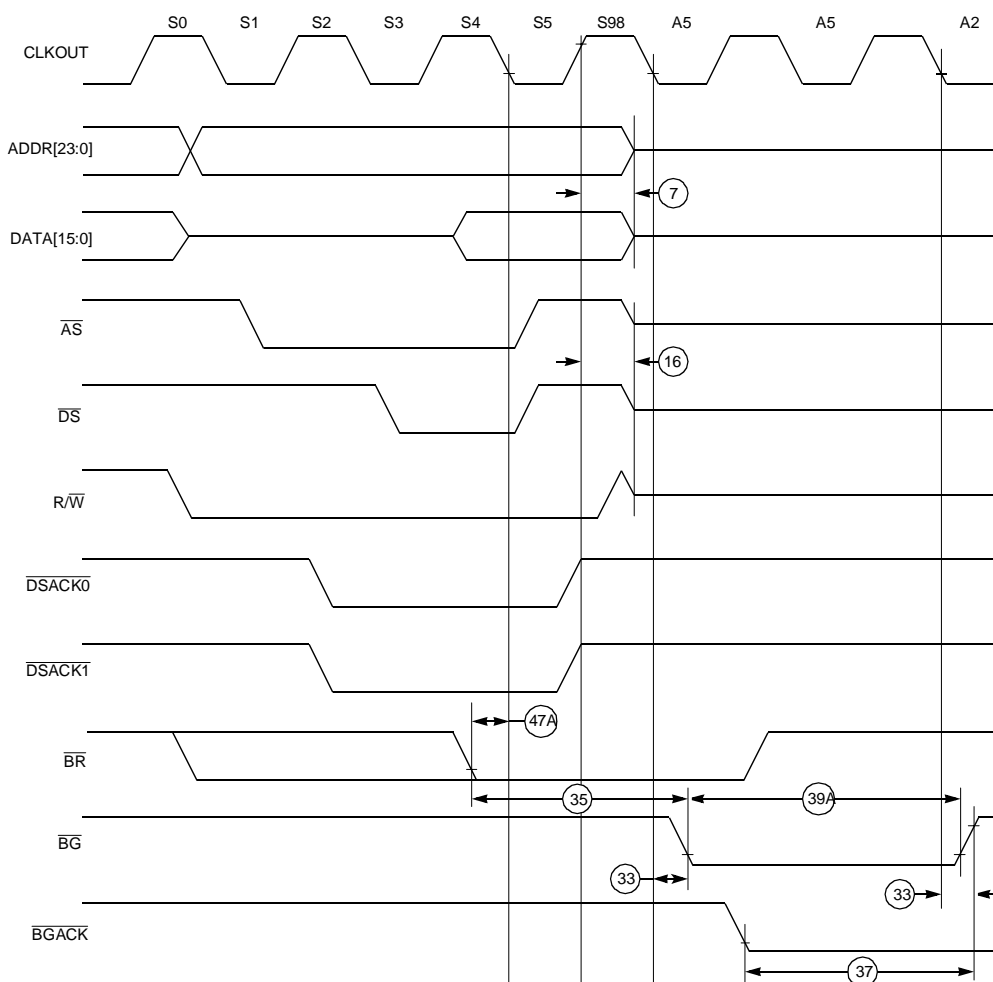 S0 S1 S2 S3 S4 S5 S98 A5 A5 A2
CLKOUT
ADDR[23:0]
7
DATA[15:0]
AS
16
DS
R/W
DSACK0
DSACK1
47A
BR
35 39A
BG
33 33
BGACK
37